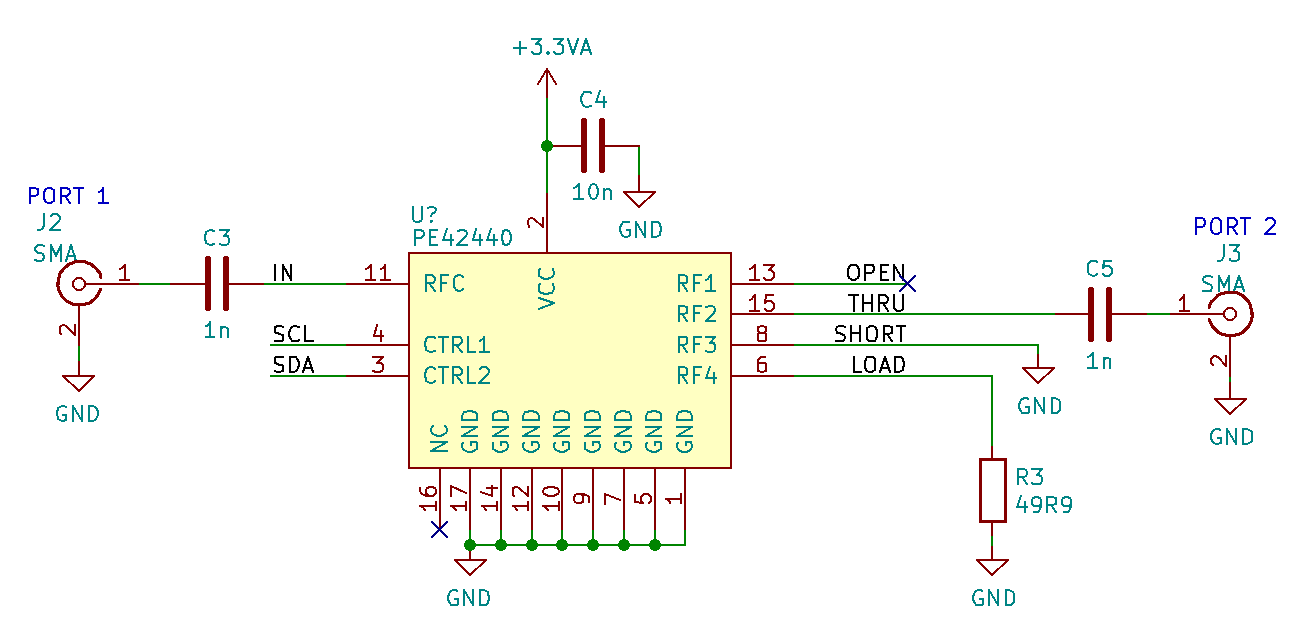 +3.3VA
C4
10n
GND
PORT 1
J2
SMA
1
2
GND
C3
1n
IN
SCL
SDA
11
4
3
U?
PE42440
2
VCC
RFC
CTRL1
CTRL2
RF1
RF2
RF3
RF4
NC
GND
GND
GND
GND
GND
GND
GND
GND
16
17
14
12
10
9
7
5
1
GND
13
15
8
6
OPEN
THRU
SHORT
LOAD
GND
R3
49R9
GND
C5
1n
PORT 2
J3
SMA
1
2
GND